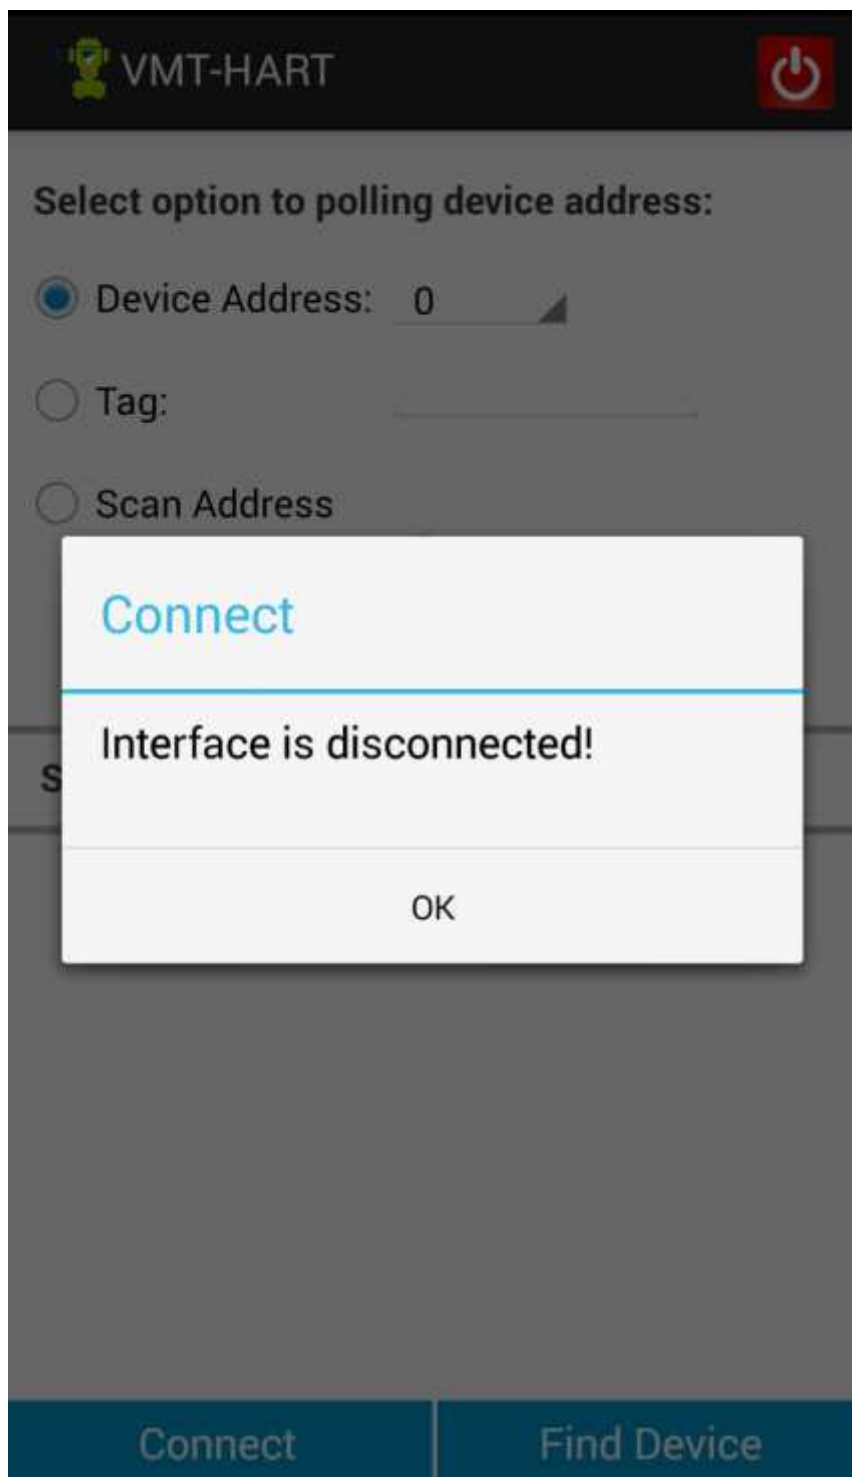 VMT-HART
Select option to polling device address:
Device Address: 0
Tag:
Scan Address
Connect
Interface is disconnected!
S
OK
Connect
Find Device